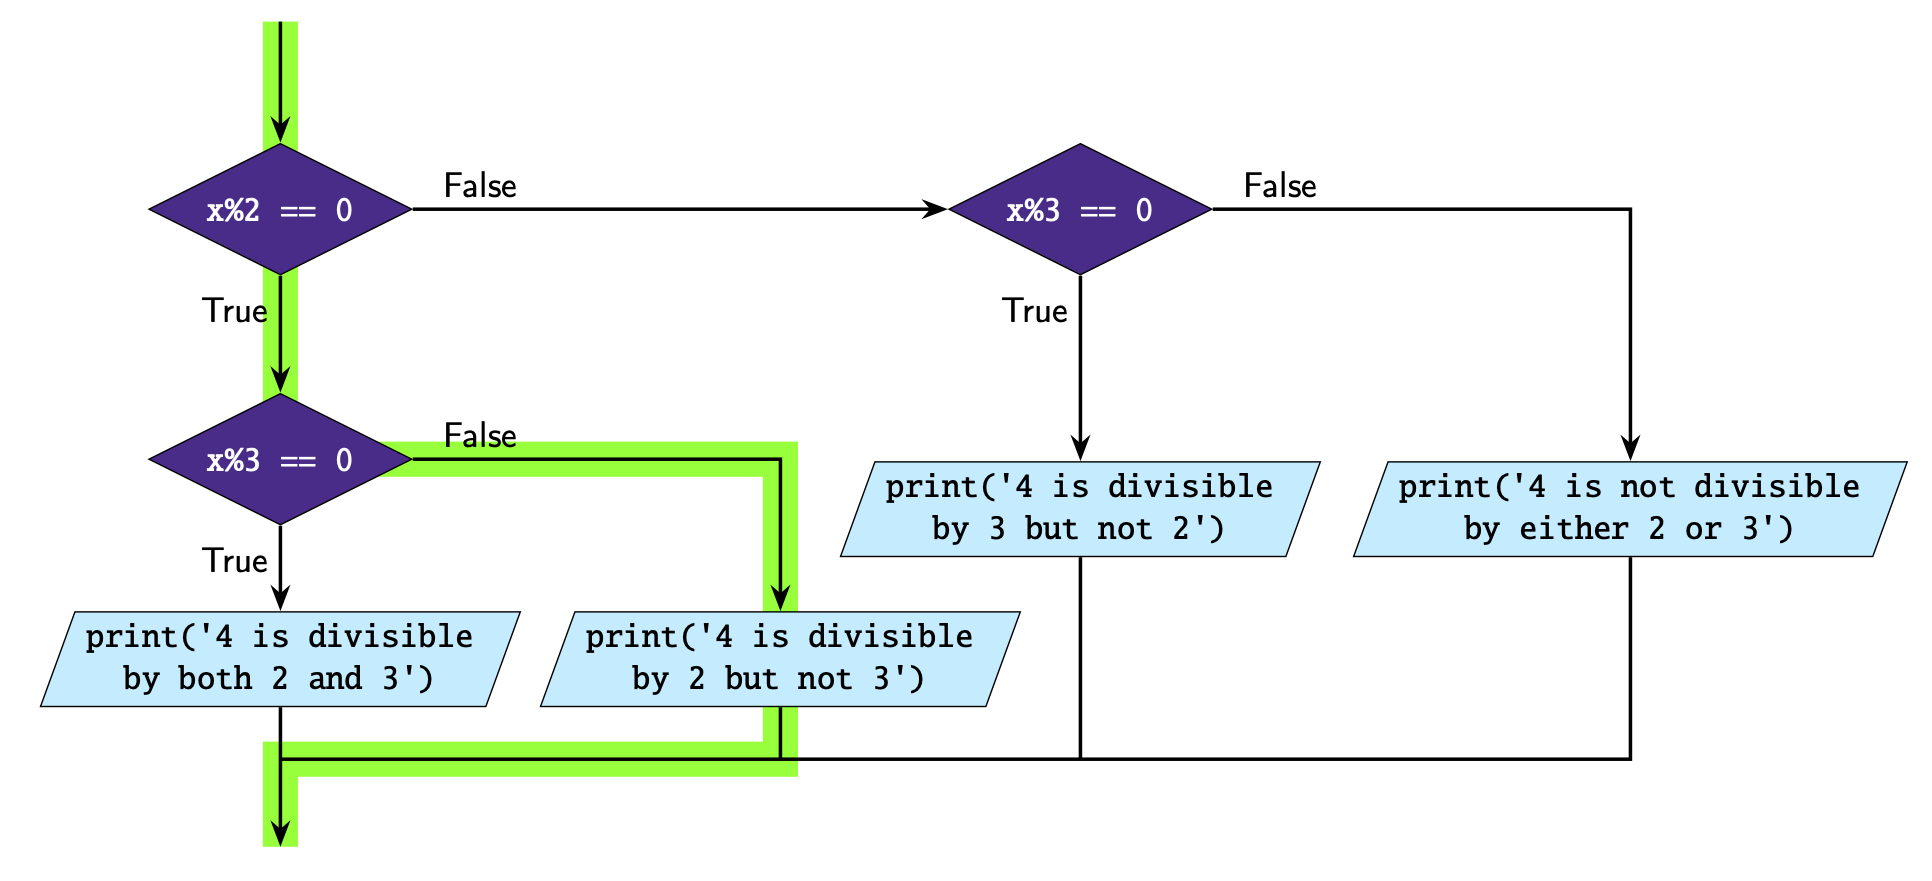 False
False
x%2 == 0
x%3 == 0
True
True
False
x%3 == 0
print('4 is divisible
by 3 but not 2')
print('4 is not divisible
by either 2 or 3')
True
print('4 is divisible
by both 2 and 3')
print('4 is divisible
by 2 but not 3')